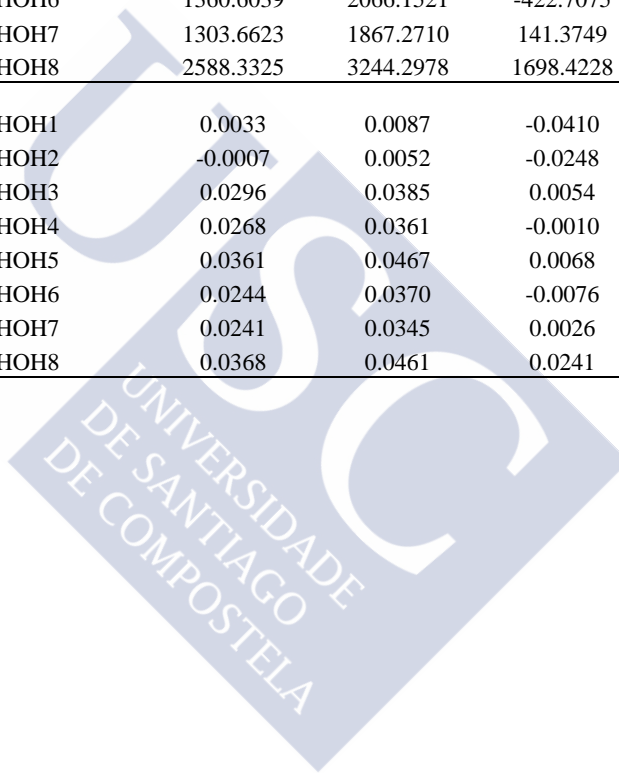 HOH7 1303.6623 1867.2710 141.3749
HOH8 2588.3325 3244.2978 1698.4228
HOH1 0.0033 0.0087 -0.0410
HOH2 -0.0007 0.0052 -0.0248
HOH3 0.0296 0.0385 0.0054
HOH4 0.0268 0.0361 -0.0010
HOH5 0.0361 0.0467 0.0068
HOH6 0.0244 0.0370 -0.0076
HOH7 0.0241 0.0345 0.0026
HOH8 0.0368 0.0461 0.0241
USC
UNIVERSIDADE
DE SANTIAGO
DE COMPOSTELA